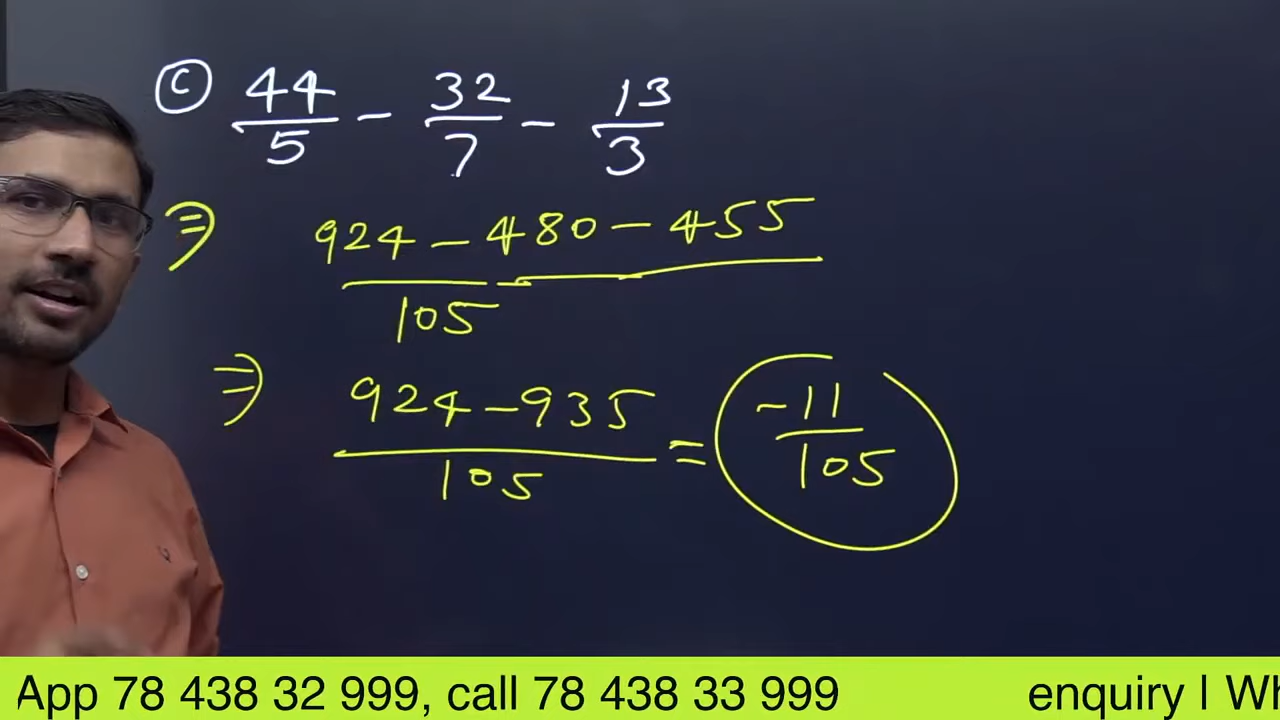 © 44/5 - 32/7 - 13/3
⇒ 924 - 480 - 455 / 105
⇒ 924 - 935 / 105 = -11/105
App 78 438 32 999, call 78 438 33 999 enquiry | Wh